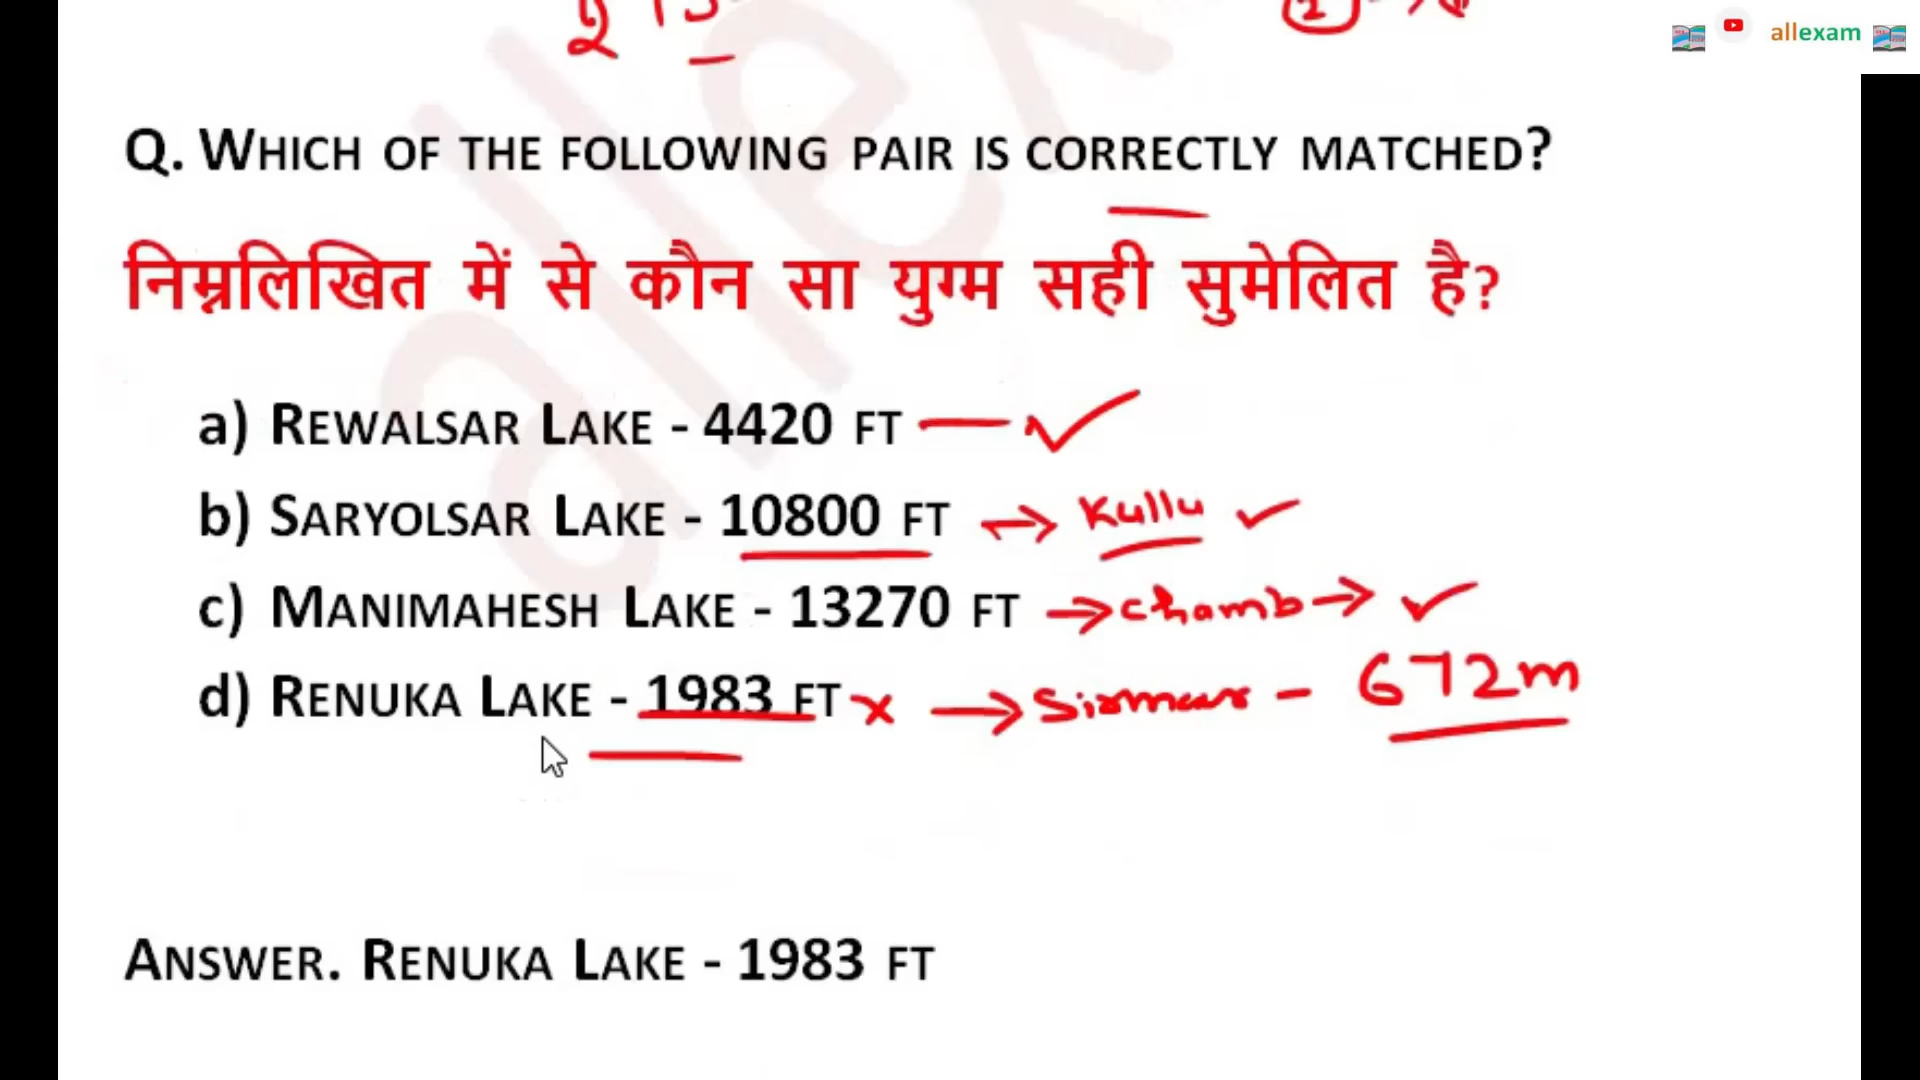 allexam
Q. WHICH OF THE FOLLOWING PAIR IS CORRECTLY MATCHED?
निम्नलिखित में से कौन सा युग्म सही सुमेलित है?
a) REWALSAR LAKE - 4420 FT
b) SARYOLSAR LAKE - 10800 FT → Kullu
c) MANIMAHESH LAKE - 13270 FT → chamb →
d) RENUKA LAKE - 1983 FT x → Sirmaur - 672m
ANSWER. RENUKA LAKE - 1983 FT